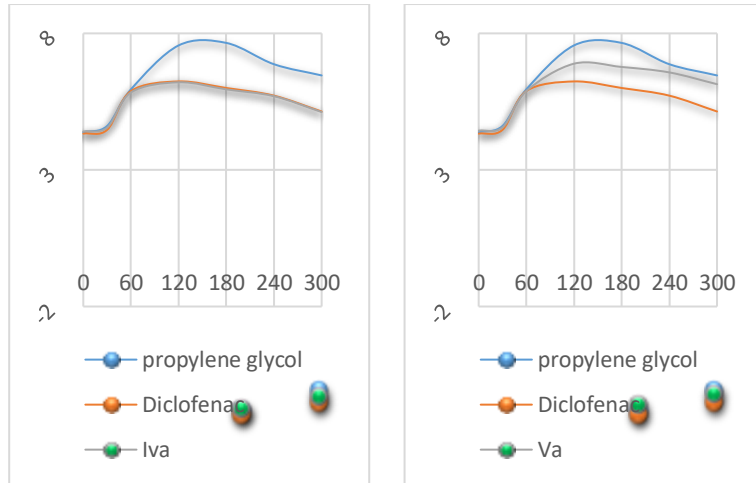 8
3
0 60 120 180 240 300
-2
propylene glycol
Diclofenac
Iva
8
3
0 60 120 180 240 300
-2
propylene glycol
Diclofenac
Va